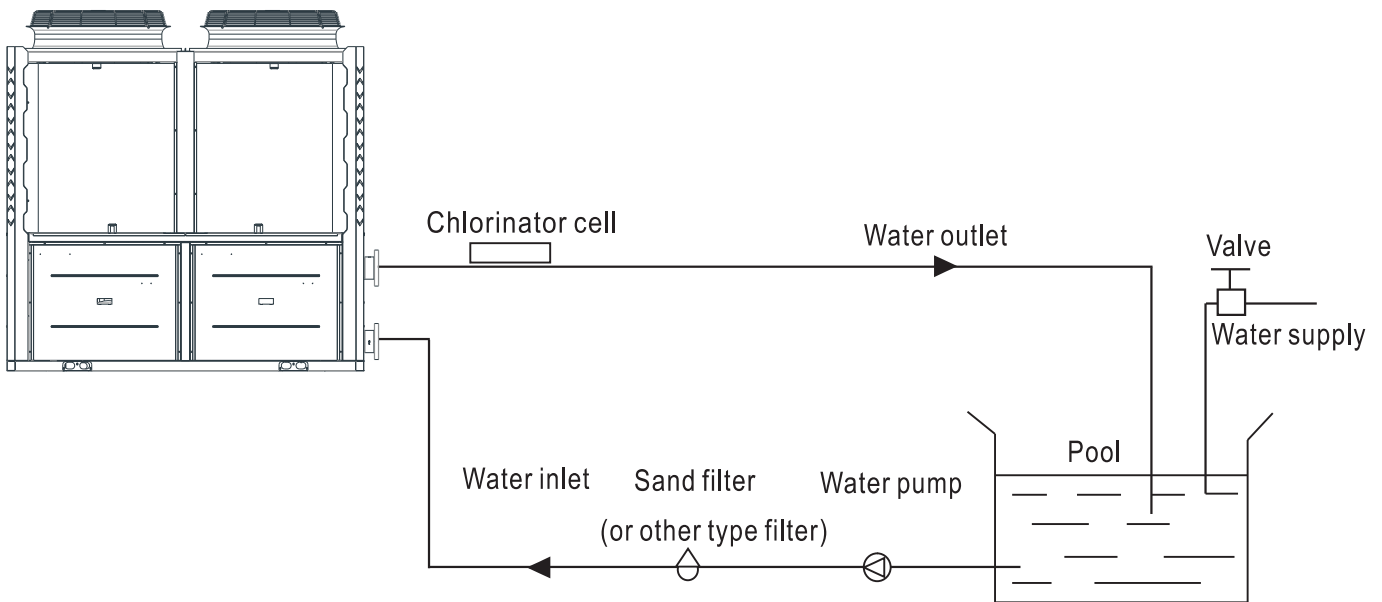 Chlorinator cell
Water outlet
Valve
Water supply
Pool
Water inlet
Sand filter
(or other type filter)
Water pump